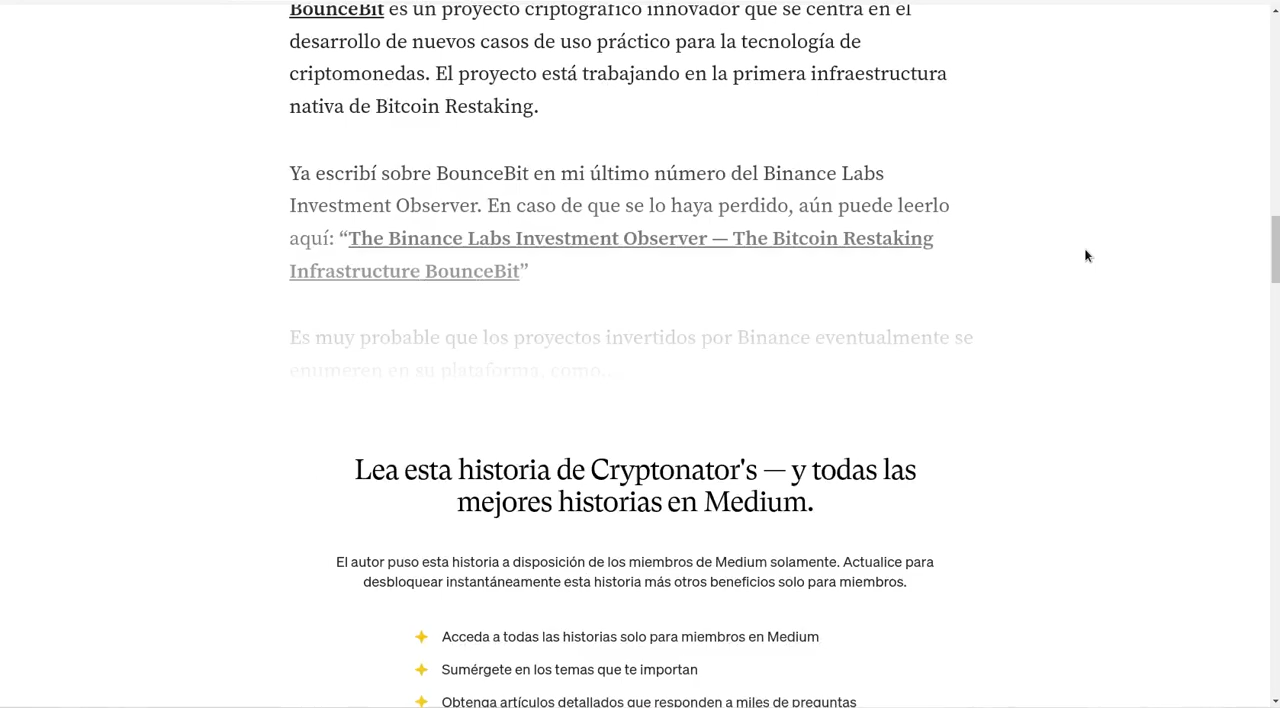 BounceBit es un proyecto criptográfico innovador que se centra en el
desarrollo de nuevos casos de uso práctico para la tecnología de
criptomonedas. El proyecto está trabajando en la primera infraestructura
nativa de Bitcoin Restaking.
Ya escribí sobre BounceBit en mi último número del Binance Labs
Investment Observer. En caso de que se lo haya perdido, aún puede leerlo
aquí: “The Binance Labs Investment Observer — The Bitcoin Restaking
Infrastructure BounceBit”
Es muy probable que los proyectos invertidos por Binance eventualmente se
enumeren en su plataforma, como...
Lea esta historia de Cryptonator's — y todas las
mejores historias en Medium.
El autor puso esta historia a disposición de los miembros de Medium solamente. Actualice para
desbloquear instantáneamente esta historia más otros beneficios solo para miembros.
Acceda a todas las historias solo para miembros en Medium
Sumérgete en los temas que te importan
Obtenga artículos detallados que responden a miles de preguntas